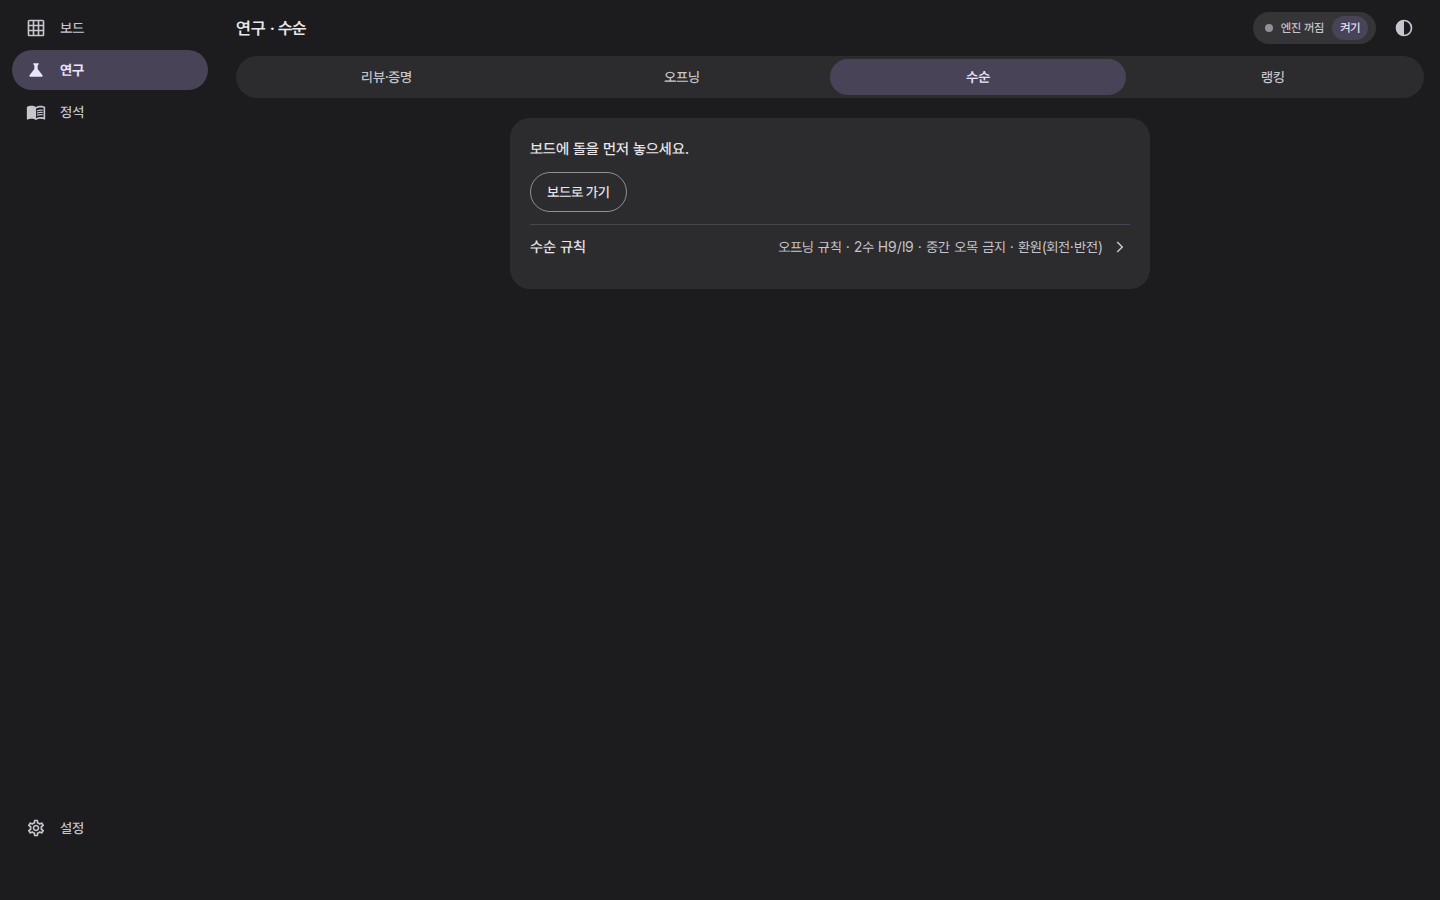 보드
연구
정석
설정
연구 · 수순
엔진 꺼짐
켜기
리뷰·증명
오프닝
수순
랭킹
보드에 돌을 먼저 놓으세요.
보드로 가기
수순 규칙
오프닝 규칙 · 2수 H9/I9 · 중간 오목 금지 · 환원(회전·반전)